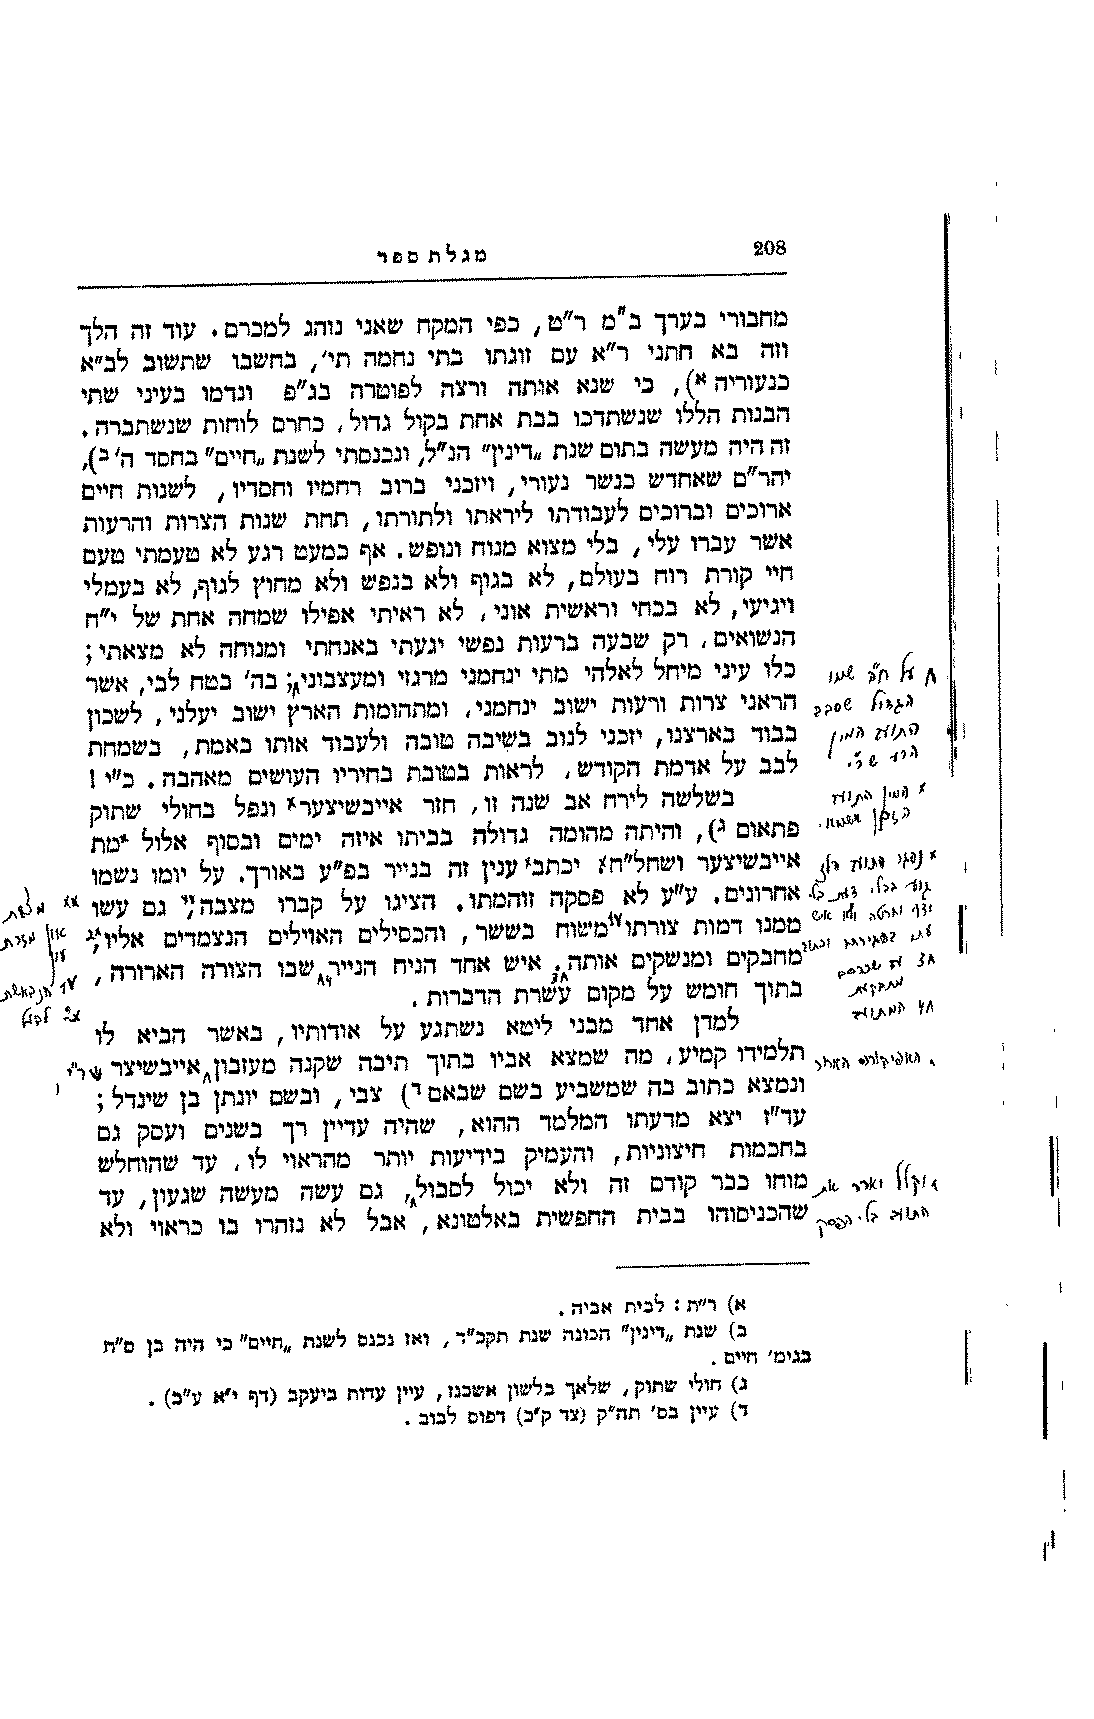 208
מגלת ספר
מחבורי בערך ב"מ ר"ט, כפי המקח שאני נוהג למכרם. עוד זה הלך
וזה בא חתני ר"א עם זוגתו בתי נחמה תי', בחשבו שתשוב לב"א
כנעוריה א), כי שנא אותה ורצה לפוטרה בג"פ ונדמו בעיני שתי
הבנות הללו שנשתדכו בבת אחת בקול גדול, כחרם לוחות שנשתברה.
זה היה מעשה בתום שנת „דינין" הנ"ל, ונכנסתי לשנת „חיים" בחסד ה' ב),
יהר"ם שאחדש כנשר נעורי, ויזכני ברוב רחמיו וחסדיו, לשנות חיים
ארוכים וברוכים לעבודתו ליראתו ולתורתו, תחת שנות הצרות והרעות
אשר עברו עלי, בלי מצוא מנוח ונופש. אף כמעט רגע לא טעמתי טעם
חיי קורת רוח בעולם, לא בגוף ולא בנפש ולא מחוץ לגוף, לא בעמלי
ויגיעי, לא בכחי וראשית אוני, לא ראיתי אפילו שמחה אחת של י"ח
הנשואים, רק שבעה ברעות נפשי יגעתי באנחתי ומנוחה לא מצאתי;
כלו עיני מיחל לאלהי מתי ינחמני מרגזי ומעצבוני; בה' בטח לבי, אשר
הראני צרות ורעות ישוב ינחמני, ומתהומות הארץ ישוב יעלני, לשכון
כבוד בארצנו, יזכני לנוב בשיבה טובה ולעבוד אותו באמת, בשמחת
לבב על אדמת הקודש, לראות בטובת בחיריו העושים מאהבה. כ"י ו
בשלשה לירח אב שנה זו, חזר אייבשיצער x ונפל בחולי שתוק
פתאום ג), והיתה מהומה גדולה בביתו איזה ימים ובסוף אלול מת
אייבשיצער ושחל"ח יכתב ענין זה בנייר בפ"ע באורך. על יומו נשמו
אחרונים. ע"ע לא פסקה זוהמתו. הציגו על קברו מצבה, גם עשו
ממנו דמות צורתו משוח בששר, והכסילים האוילים הנצמדים אליו,
מחבקים ומנשקים אותה, איש אחד הניח הנייר שבו הצורה הארורה,
בתוך חומש על מקום עשרת הדברות.
למדן אחד מבני ליטא נשתגע על אודותיו, באשר הביא לו
תלמידו קמיע, מה שמצא אביו בתוך תיבה שקנה מעזבון אייבשיצר
ונמצא כתוב בה שמשביע בשם שבאם ד) צבי, ובשם יונתן בן שינדל;
עד"ז יצא מדעתו המלמד ההוא, שהיה עדיין רך בשנים ועסק גם
בחכמות חיצוניות, והעמיק בידיעות יותר מהראוי לו, עד שהוחלש
מוחו כבר קודם זה ולא יכול לסבול, גם עשה מעשה שגעון, עד
שהכניסוהו בבית החפשית באלטונא, אבל לא נזהרו בו כראוי ולא
א) ר"ת: לבית אביה.
ב) שנת „דינין" הכונה שנת תקכ"ד, ואז נכנס לשנת „חיים" כי היה בן ס"ח
בגימ' חיים.
ג) חולי שתוק, שלאך בלשון אשכנז, עיין עדות ביעקב (דף י"א ע"ב).
ד) עיין בס' תה"ק (צד ק"כ) דפוס לבוב.